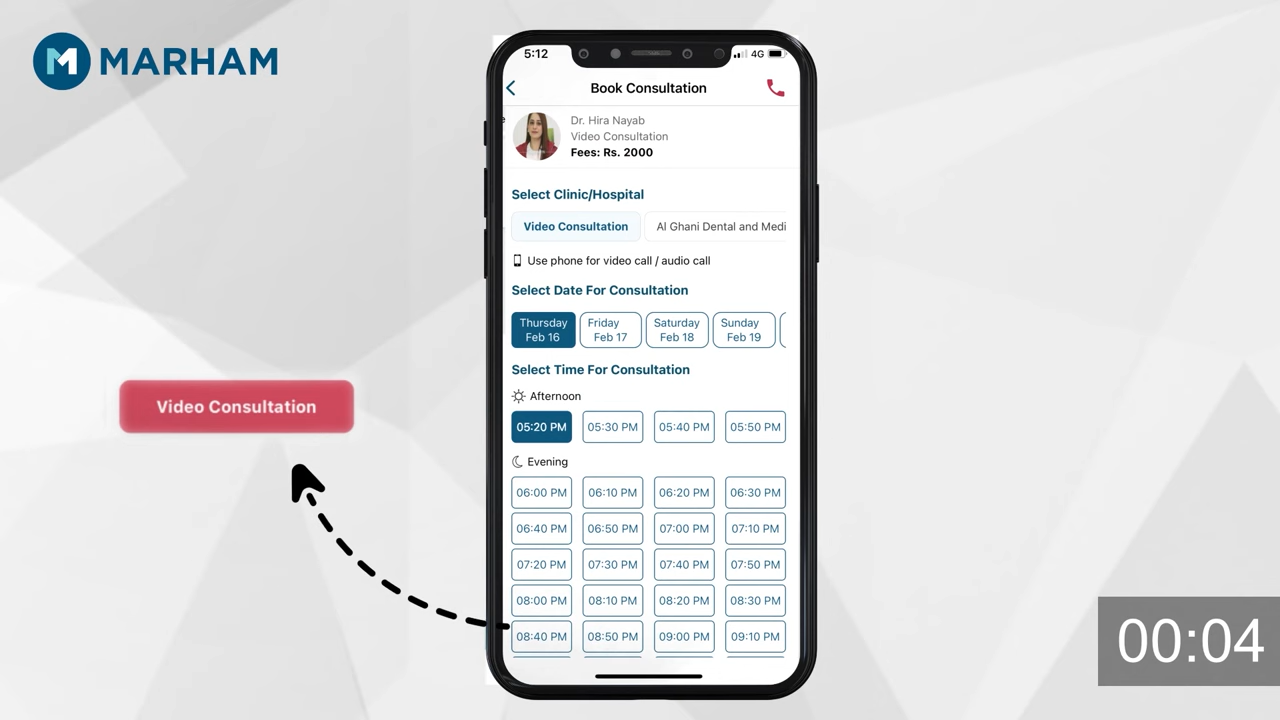 MARHAM
5:12
4G
Book Consultation
Dr. Hira Nayab
Video Consultation
Fees: Rs. 2000
Select Clinic/Hospital
Video Consultation
Al Ghani Dental and Medi
Use phone for video call / audio call
Select Date For Consultation
Thursday Friday Saturday Sunday
Feb 16 Feb 17 Feb 18 Feb 19
Select Time For Consultation
Afternoon
05:20 PM 05:30 PM 05:40 PM 05:50 PM
Evening
06:00 PM 06:10 PM 06:20 PM 06:30 PM
06:40 PM 06:50 PM 07:00 PM 07:10 PM
07:20 PM 07:30 PM 07:40 PM 07:50 PM
08:00 PM 08:10 PM 08:20 PM 08:30 PM
08:40 PM 08:50 PM 09:00 PM 09:10 PM
Video Consultation
00:04